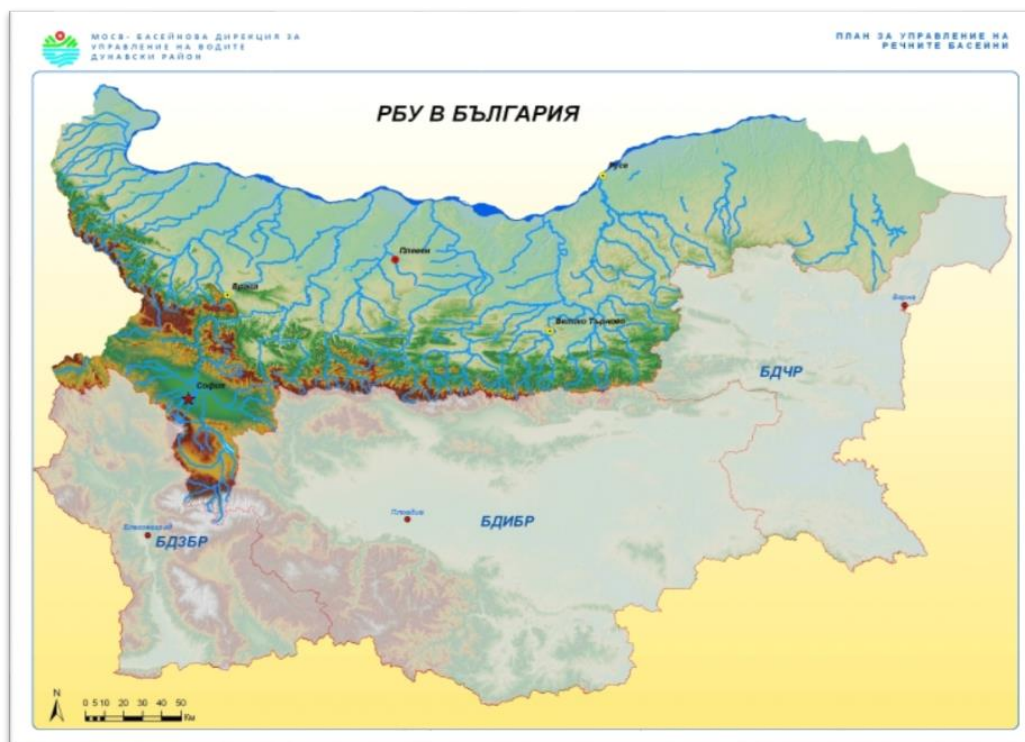 МОСВ- БАСЕЙНОВА ДИРЕКЦИЯ ЗА
УПРАВЛЕНИЕ НА ВОДИТЕ
ДУНАВСКИ РАЙОН
ПЛАН ЗА УПРАВЛЕНИЕ НА
РЕЧНИТЕ БАСЕЙНИ
РБУ В БЪЛГАРИЯ
Русе
Плевен
Враца
Велико Търново
Варна
БДЧР
София
Пловдив
БДИБР
Благоевград
БДЗБР
N
0 5 10 20 30 40 50
Км